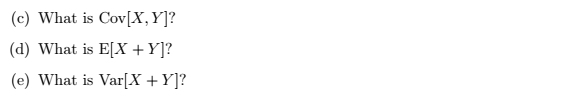 (c) What is Cov[X, Y]?
(d) What is E[X + Y]?
(e) What is Var[X + Y]?